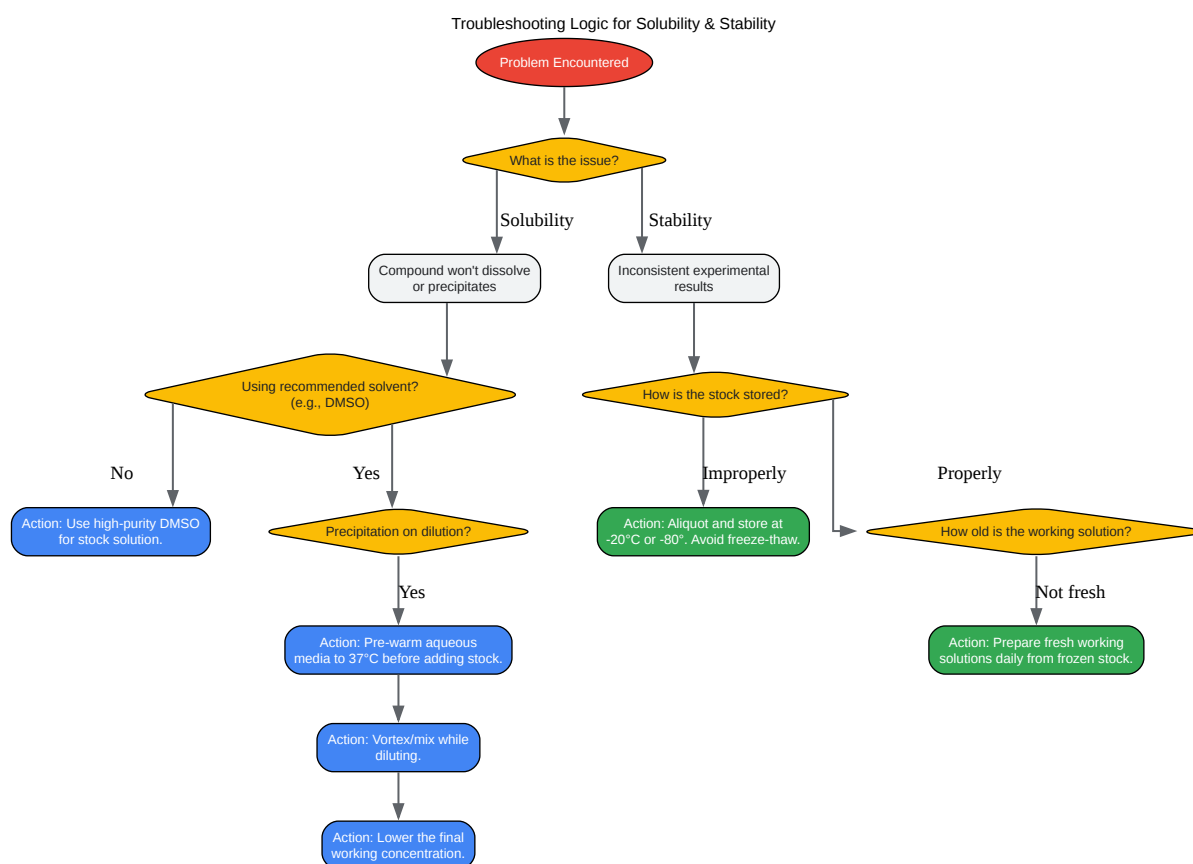 Troubleshooting Logic for Solubility & Stability
Problem Encountered
What is the issue?
Solubility
Stability
Compound won't dissolve
or precipitates
Inconsistent experimental
results
Using recommended solvent?
(e.g., DMSO)
How is the stock stored?
No
Yes
Improperly
Properly
Action: Use high-purity DMSO
for stock solution.
Precipitation on dilution?
Action: Aliquot and store at
-20°C or -80°. Avoid freeze-thaw.
How old is the working solution?
Yes
Not fresh
Action: Pre-warm aqueous
media to 37°C before adding stock.
Action: Prepare fresh working
solutions daily from frozen stock.
Action: Vortex/mix while
diluting.
Action: Lower the final
working concentration.